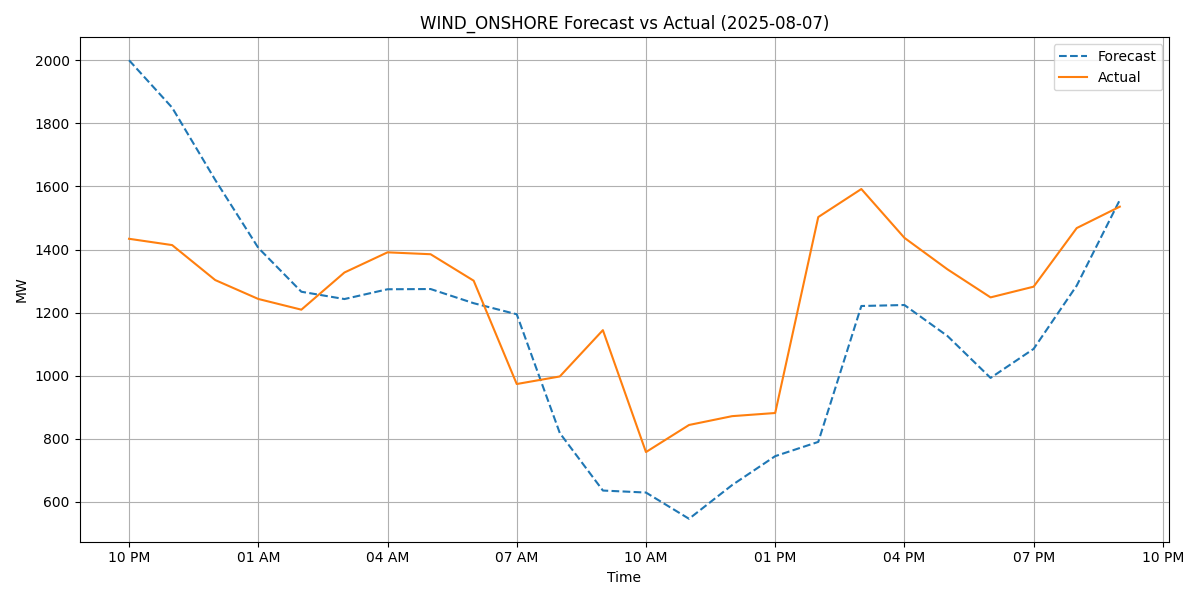 WIND_ONSHORE Forecast vs Actual (2025-08-07)
Forecast
Actual
MW
2000
1800
1600
1400
1200
1000
800
600
10 PM 01 AM 04 AM 07 AM 10 AM 01 PM 04 PM 07 PM 10 PM
Time